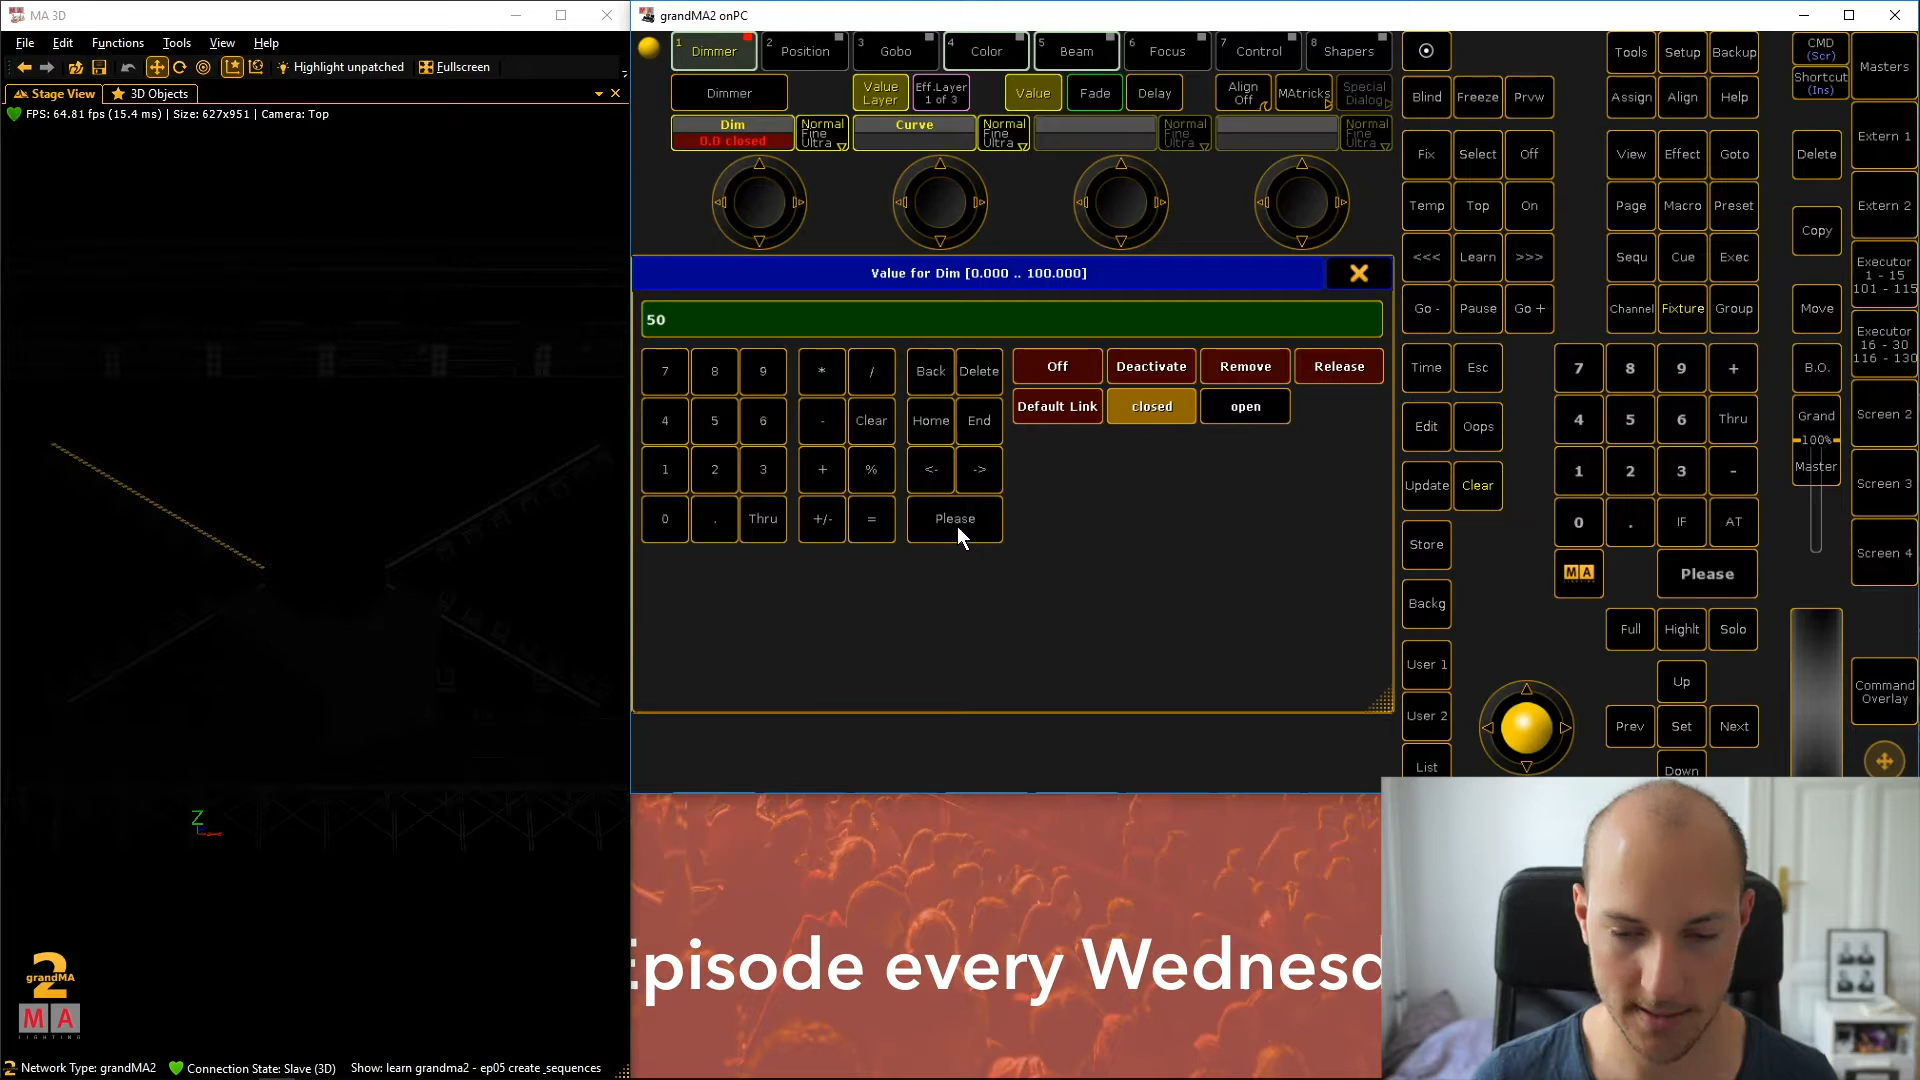 MA 3D
File Edit Functions Tools View Help
Highlight unpatched Fullscreen
Stage View 3D Objects
FPS: 64.81 fps (15.4 ms) | Size: 627x951 | Camera: Top
Z
2
grandMA
MA
LIGHTING
Network Type: grandMA2 Connection State: Slave (3D) Show: learn grandma2 - ep05 create_sequences
grandMA2 onPC
1 Dimmer 2 Position 3 Gobo 4 Color 5 Beam 6 Focus 7 Control 8 Shapers
Dimmer Value Layer Eff.Layer 1 of 3 Value Fade Delay Align Off MAtricks Special Dialog
Dim 0.0 closed Normal Fine Ultra Curve Normal Fine Ultra Normal Fine Ultra Normal Fine Ultra
Value for Dim [0.000 .. 100.000]
50
7 8 9 * / Back Delete Off Deactivate Remove Release
Default Link closed open
4 5 6 - Clear Home End
1 2 3 + % <- ->
0 . Thru +/- = Please
Tools Setup Backup CMD (Scr) Masters
Blind Freeze Prvw Assign Align Help Shortcut (Ins)
Extern 1
Fix Select Off View Effect Goto Delete
Temp Top On Page Macro Preset Copy Extern 2
<<< Learn >>> Sequ Cue Exec Executor 1 - 15 101 - 115
Go - Pause Go + Channel Fixture Group Move
Executor 16 - 30 116 - 130
Time Esc 7 8 9 + B.O.
Edit Oops 4 5 6 Thru Grand 100% Master Screen 2
Update Clear 1 2 3 - Screen 3
Store 0 . IF AT Screen 4
MA Please
Backg Full Highlt Solo
User 1 Up Command Overlay
User 2 Prev Set Next
List Down
Episode every Wednesd